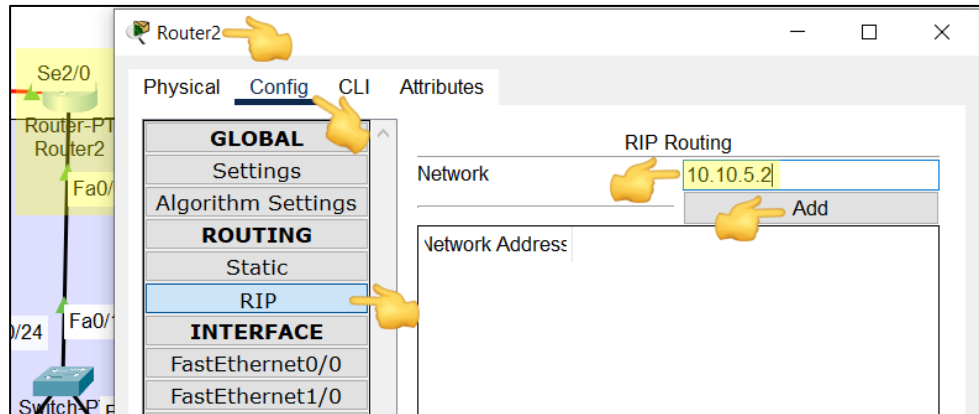 Router2
Physical Config CLI Attributes
Se2/0
Router-PT
Router2
Fa0/
0/24
Fa0/1
Switch-P
GLOBAL
Settings
Algorithm Settings
ROUTING
Static
RIP
INTERFACE
FastEthernet0/0
FastEthernet1/0
RIP Routing
Network
10.10.5.2
Add
Network Address